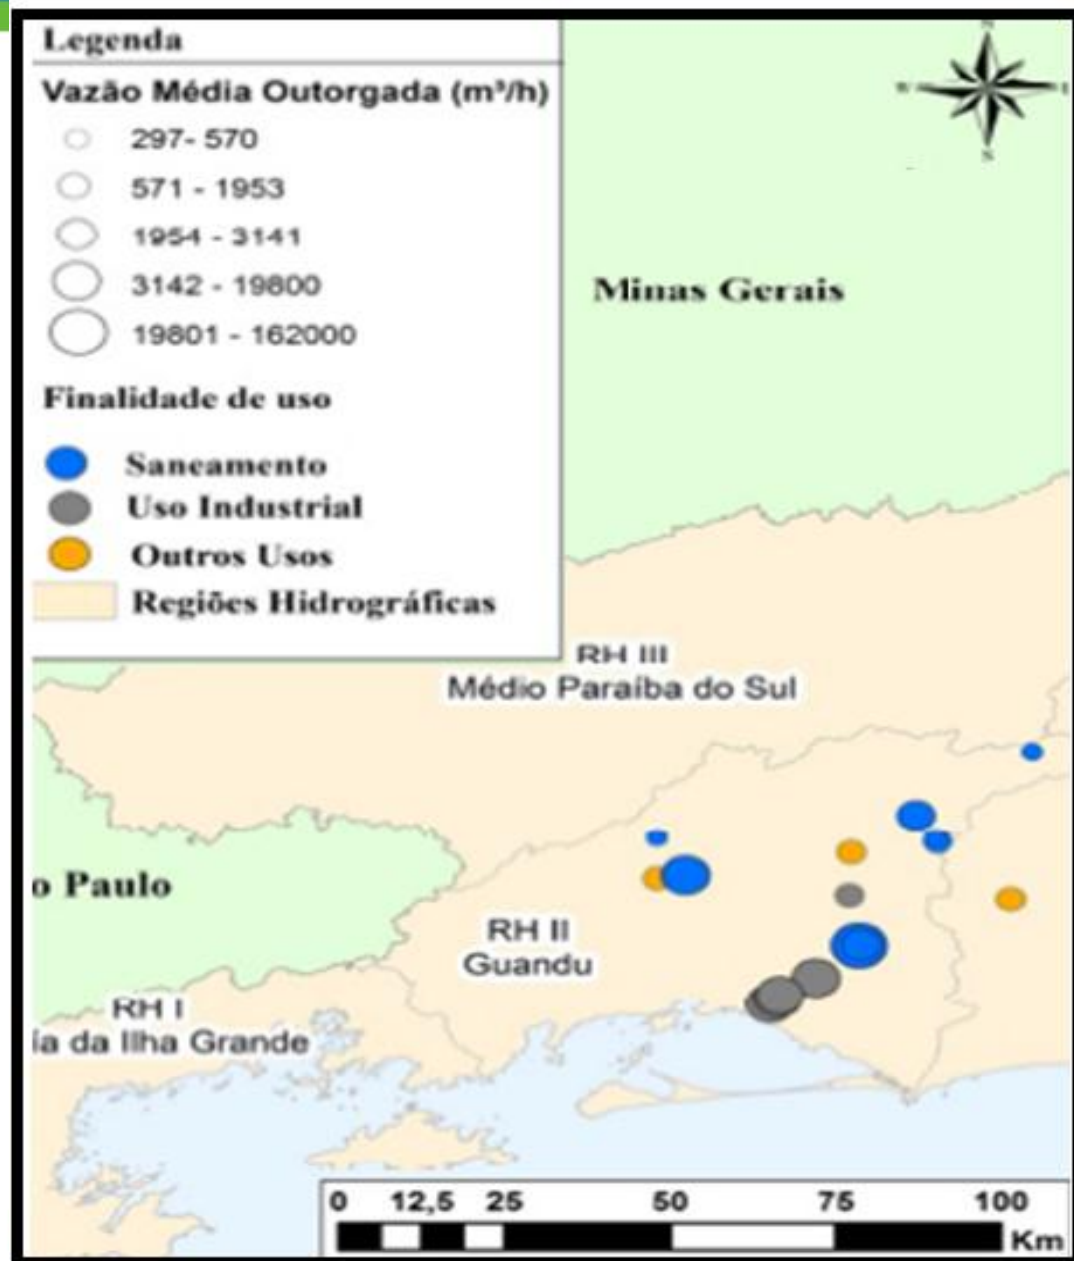 Legenda
Vazão Média Outorgada (m³/h)
297- 570
571 - 1953
1954 - 3141
3142 - 19800
19801 - 162000
Finalidade de uso
Saneamento
Uso Industrial
Outros Usos
Regiões Hidrográficas
N
W
S
Minas Gerais
RH III
Médio Paraíba do Sul
o Paulo
RH II
Guandu
RH I
ía da Ilha Grande
0 12,5 25 50 75 100
Km